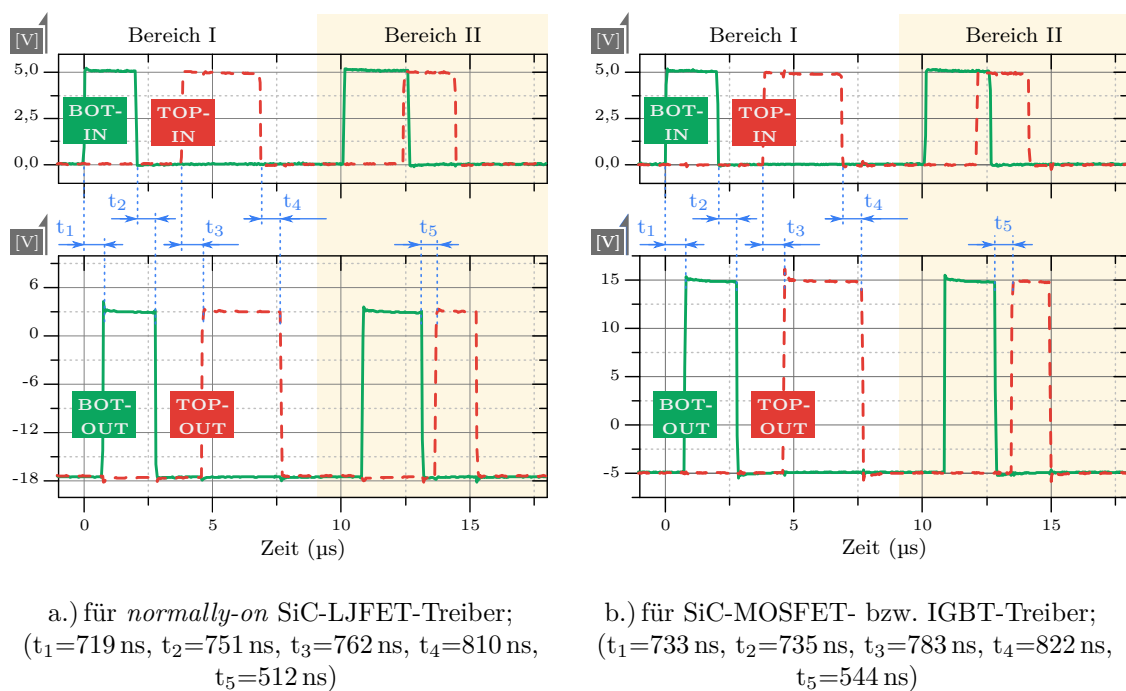 Bereich I
Bereich II
[V]
5,0
2,5
0,0
BOT-
IN
TOP-
IN
t2
t4
t1
t3
t5
[V]
6
3
0
-6
-12
-18
BOT-
OUT
TOP-
OUT
0
5
10
15
Zeit (µs)
a.) für normally-on SiC-LJFET-Treiber;
(t1=719 ns, t2=751 ns, t3=762 ns, t4=810 ns,
t5=512 ns)
Bereich I
Bereich II
[V]
5,0
2,5
0,0
BOT-
IN
TOP-
IN
t2
t4
t1
t3
t5
[V]
15
10
5
0
-5
BOT-
OUT
TOP-
OUT
0
5
10
15
Zeit (µs)
b.) für SiC-MOSFET- bzw. IGBT-Treiber;
(t1=733 ns, t2=735 ns, t3=783 ns, t4=822 ns,
t5=544 ns)